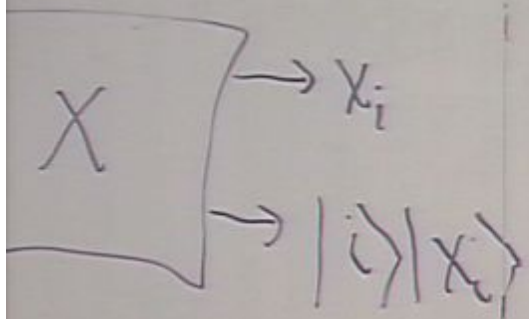 X
→ X_i
→ |i⟩|X_i⟩